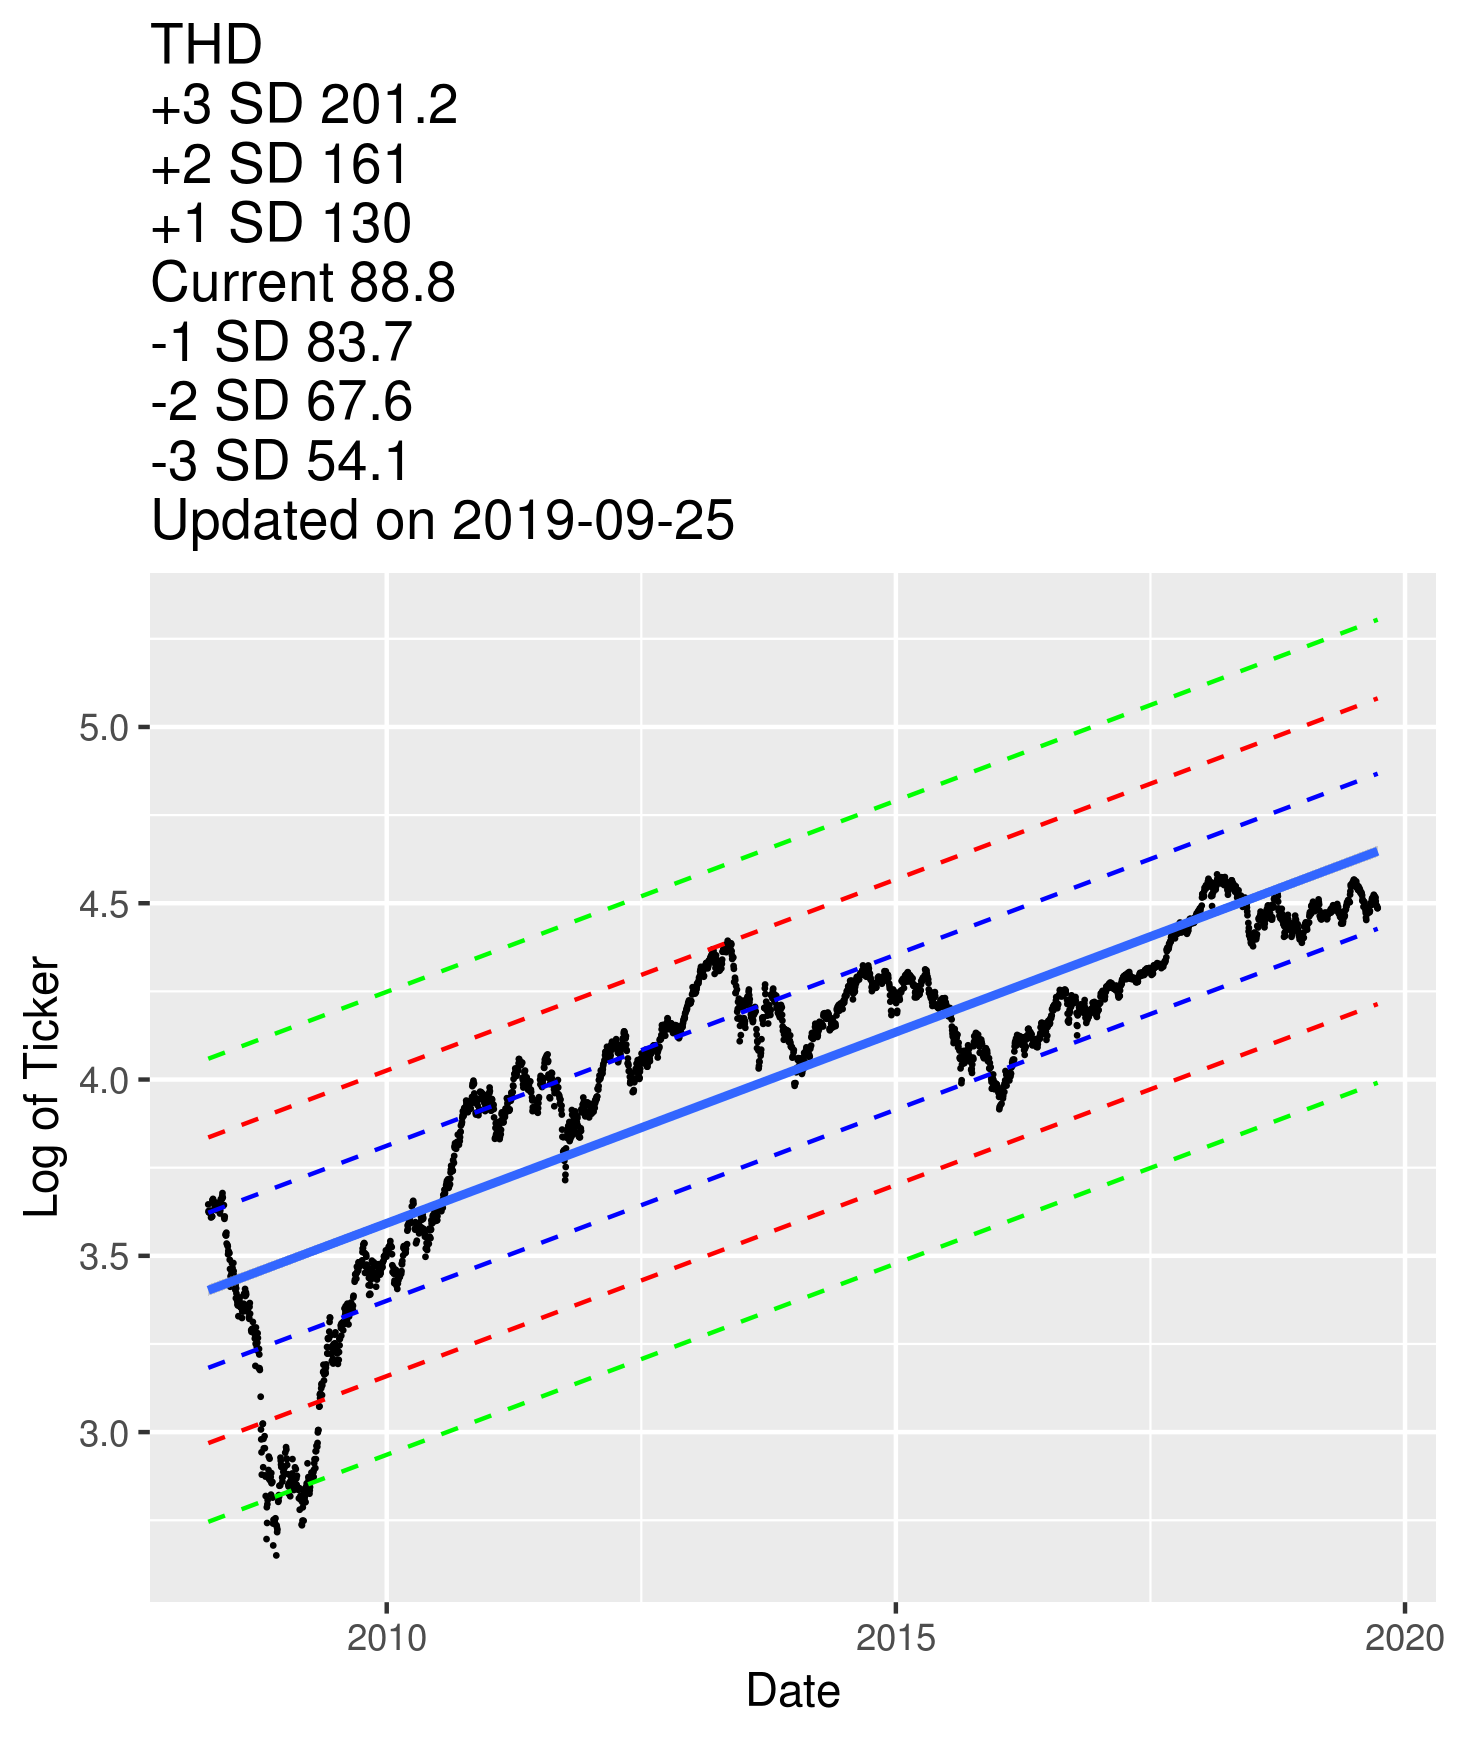 THD
+3 SD 201.2
+2 SD 161
+1 SD 130
Current 88.8
-1 SD 83.7
-2 SD 67.6
-3 SD 54.1
Updated on 2019-09-25
5.0
4.5
4.0
3.5
3.0
Log of Ticker
2010
2015
2020
Date